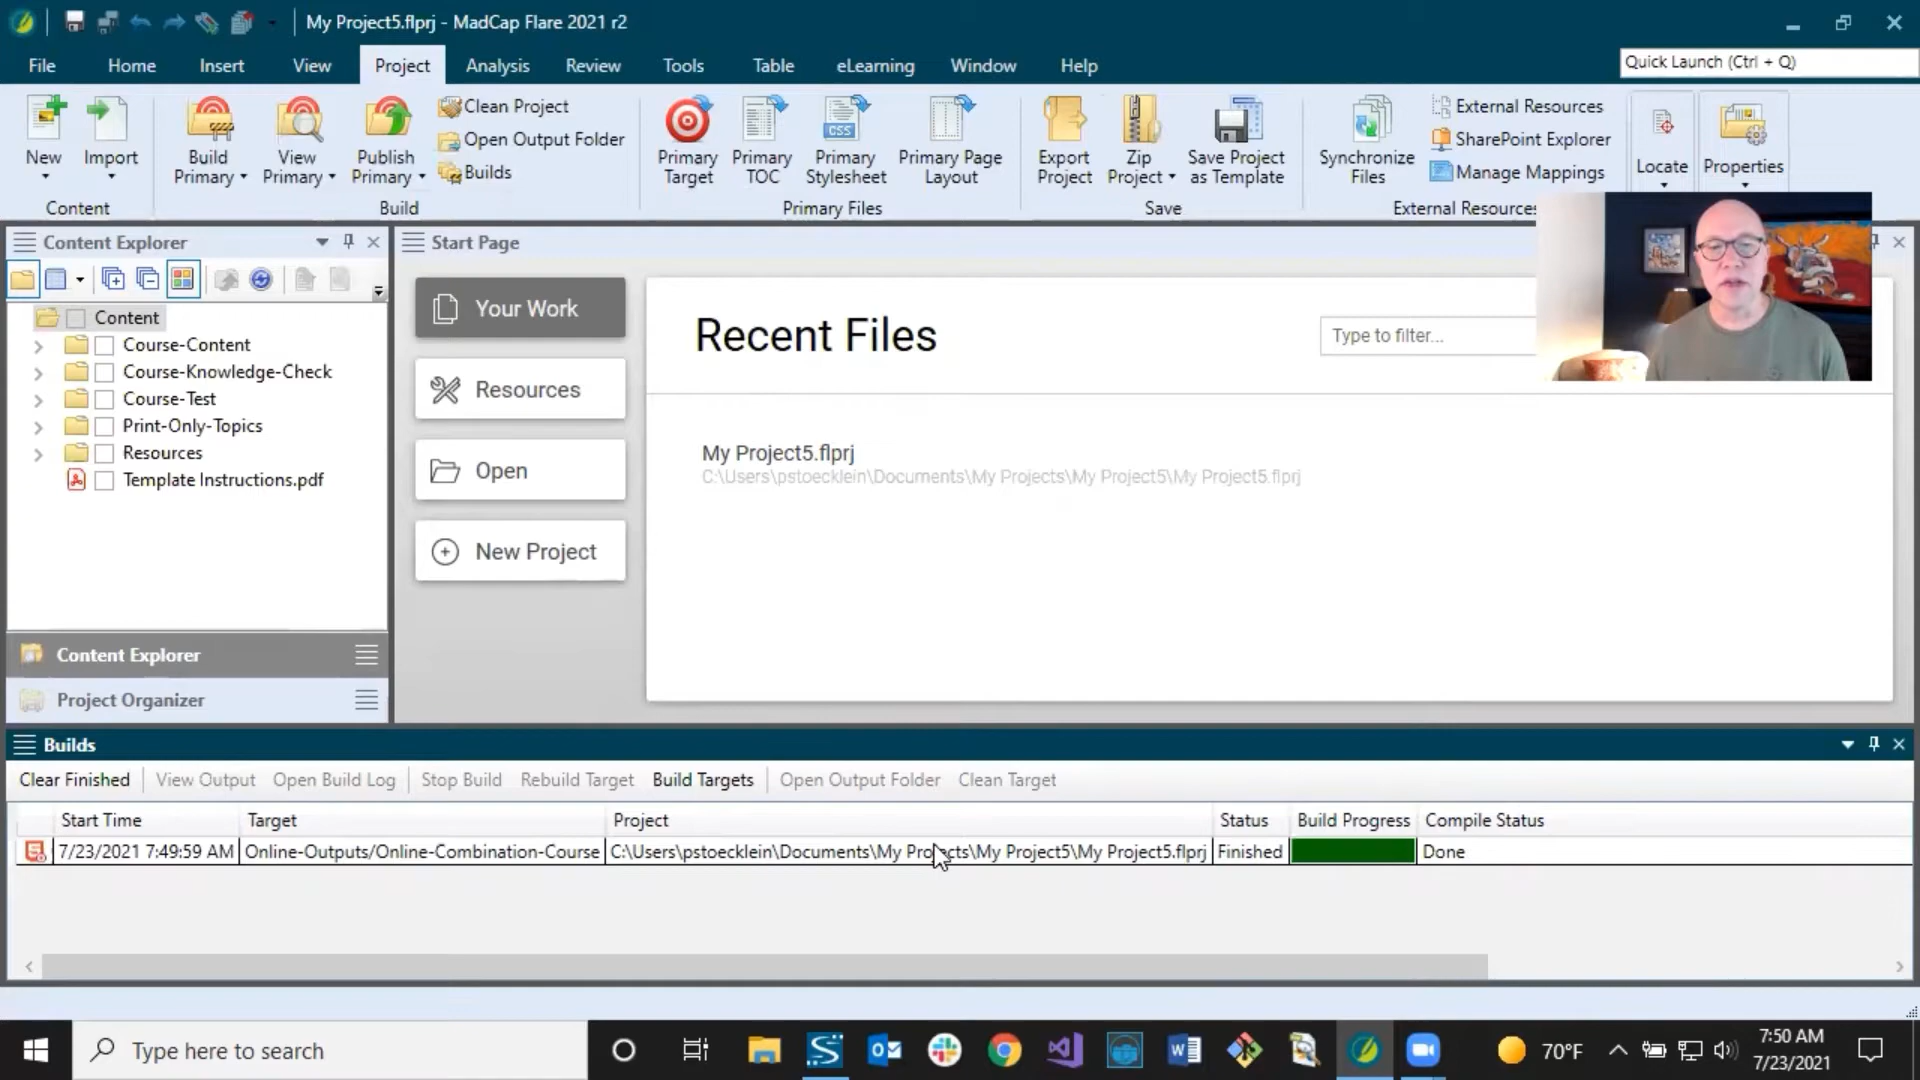 My Project5.flprj - MadCap Flare 2021 r2
File Home Insert View Project Analysis Review Tools Table eLearning Window Help
Quick Launch (Ctrl + Q)
New
Import
Content
Build Primary
View Primary
Publish Primary
Clean Project
Open Output Folder
Builds
Build
Primary Target
Primary TOC
CSS
Primary Stylesheet
Primary Page Layout
Primary Files
Export Project
Zip Project
Save Project as Template
Save
Synchronize Files
External Resources
SharePoint Explorer
Manage Mappings
External Resources
Locate
Properties
Content Explorer
Content
Course-Content
Course-Knowledge-Check
Course-Test
Print-Only-Topics
Resources
Template Instructions.pdf
Content Explorer
Project Organizer
Start Page
Your Work
Resources
Open
New Project
Recent Files
Type to filter...
My Project5.flprj
C:\Users\pstoecklein\Documents\My Projects\My Project5\My Project5.flprj
Builds
Clear Finished View Output Open Build Log Stop Build Rebuild Target Build Targets Open Output Folder Clean Target
Start Time Target Project Status Build Progress Compile Status
7/23/2021 7:49:59 AM Online-Outputs/Online-Combination-Course C:\Users\pstoecklein\Documents\My Projects\My Project5\My Project5.flprj Finished Done
Type here to search
70°F
7:50 AM
7/23/2021